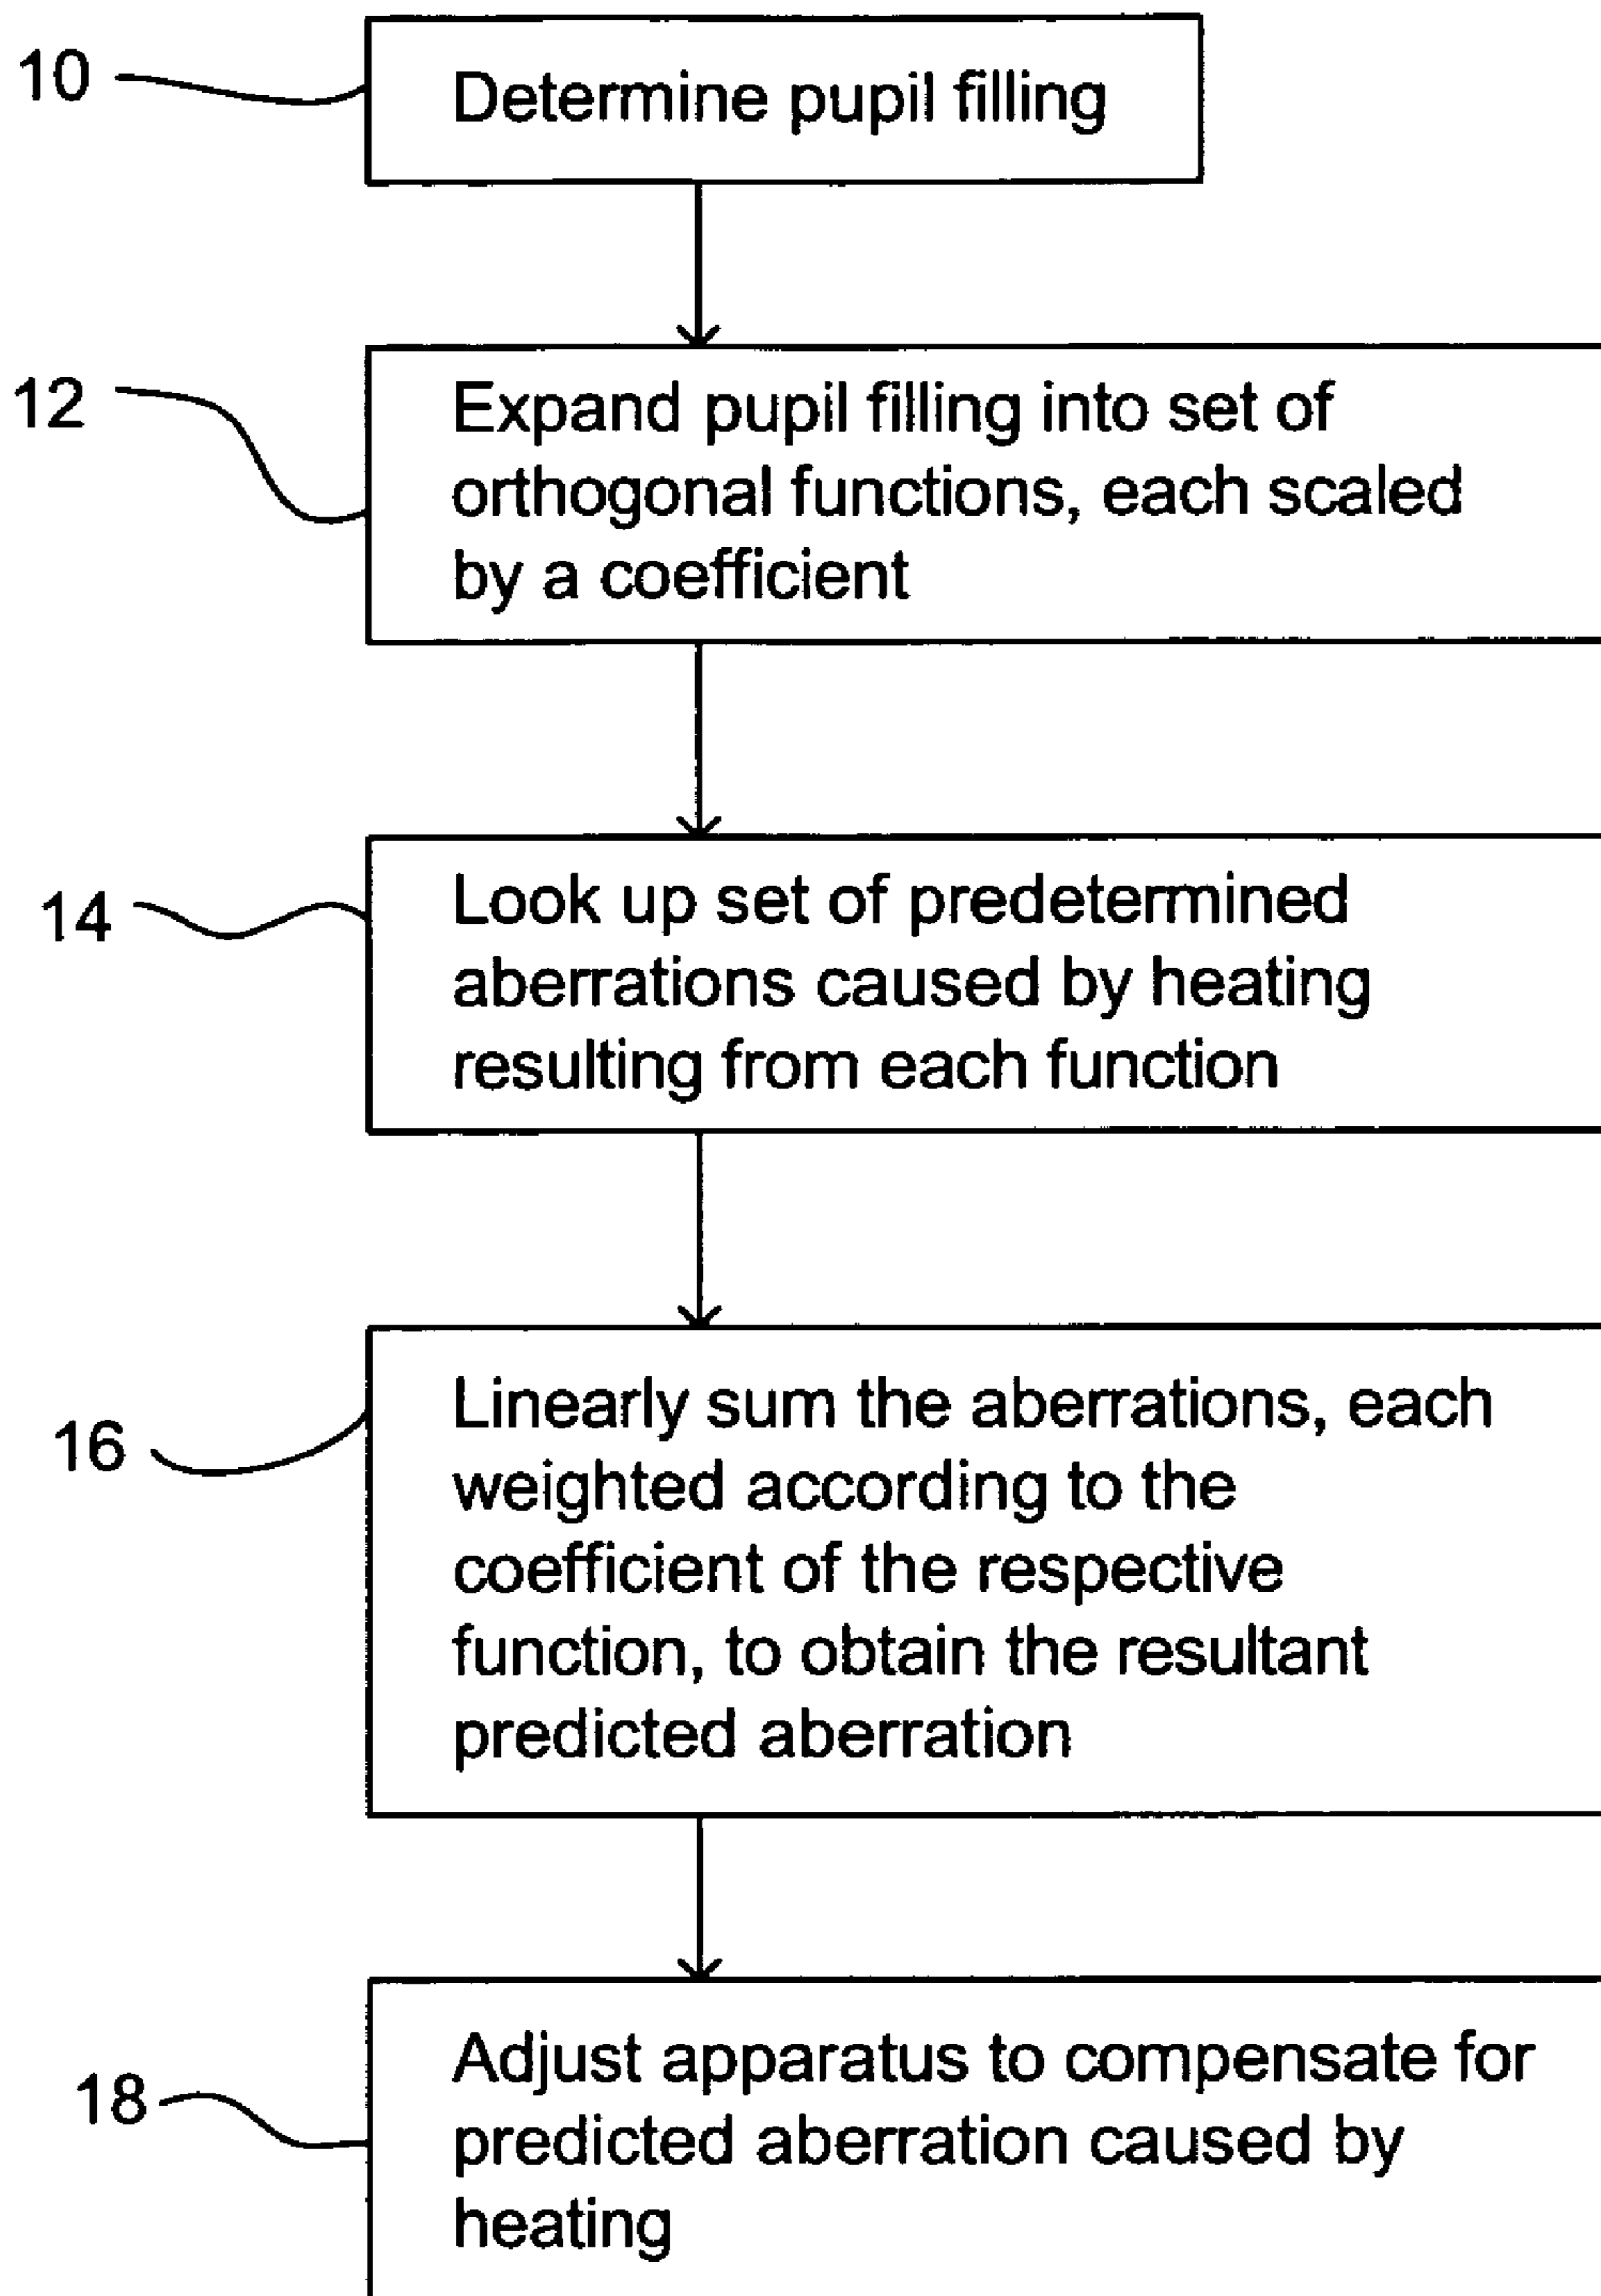 10
Determine pupil filling
12
Expand pupil filling into set of
orthogonal functions, each scaled
by a coefficient
14
Look up set of predetermined
aberrations caused by heating
resulting from each function
16
Linearly sum the aberrations, each
weighted according to the
coefficient of the respective
function, to obtain the resultant
predicted aberration
18
Adjust apparatus to compensate for
predicted aberration caused by
heating